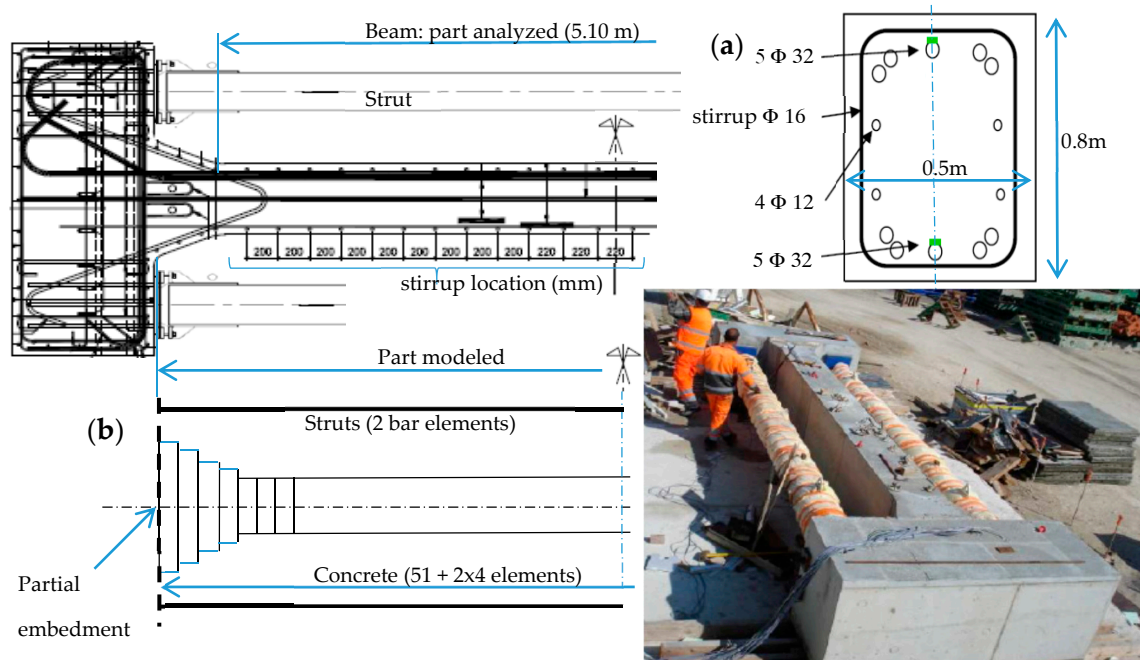 Beam: part analyzed (5.10 m)
Strut
200 200 200 200 200 200 200 200 220 220 220 220
stirrup location (mm)
(a)
5 Φ 32
stirrup Φ 16
0.5m
0.8m
4 Φ 12
5 Φ 32
Part modeled
(b)
Struts (2 bar elements)
Concrete (51 + 2x4 elements)
Partial
embedment